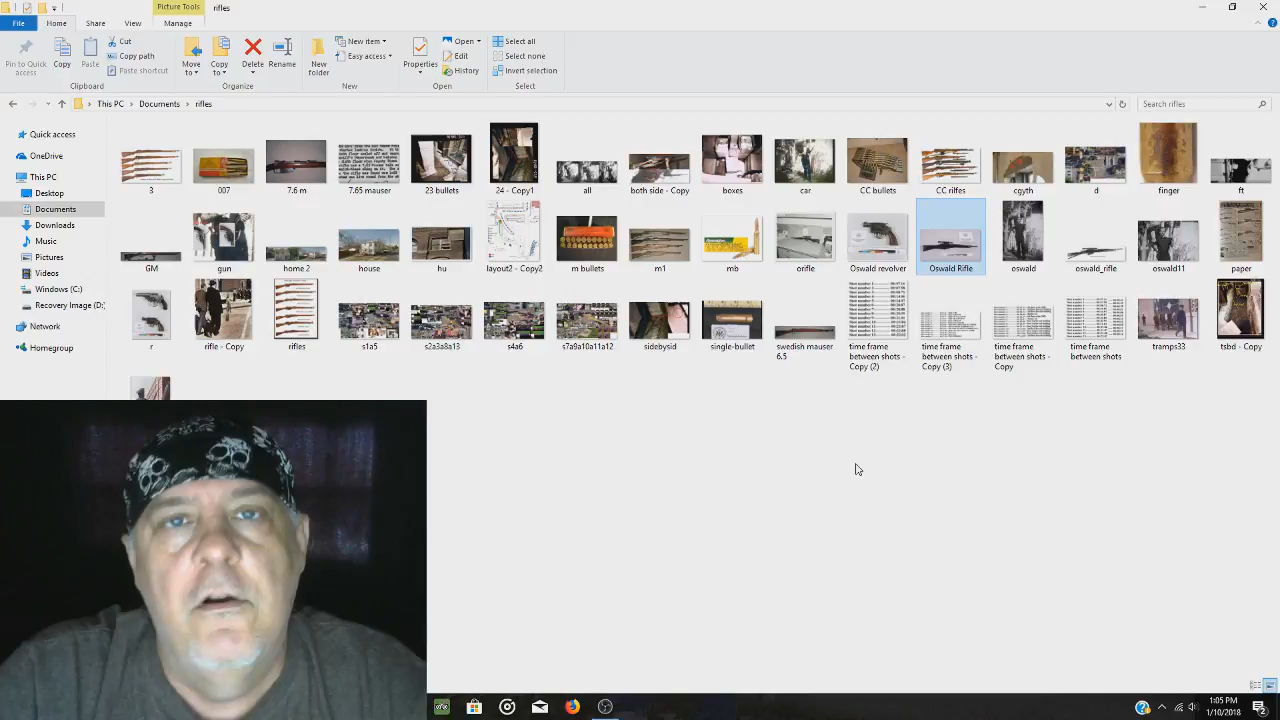 Picture Tools
rifles
File
Home
Share
View
Manage
Pin to Quick access
Copy
Paste
Cut
Copy path
Paste shortcut
Clipboard
Move to
Copy to
Delete
Rename
Organize
New folder
New item
Easy access
New
Properties
Open
Edit
History
Open
Select all
Select none
Invert selection
Select
This PC
Documents
rifles
Search rifles
Quick access
OneDrive
This PC
Desktop
Documents
Downloads
Music
Pictures
Videos
Windows (C:)
Recovery Image (D:)
Network
Homegroup
3
007
7.6 m
7.65 mauser
23 bullets
24 - Copy1
all
both side - Copy
boxes
car
CC bullets
CC rilfes
cgyth
d
finger
ft
GM
gun
home 2
house
hu
layout2 - Copy2
m bullets
m1
mb
orifle
Oswald revolver
Oswald Rifle
oswald
oswald_rifle
oswald11
paper
r
rifle - Copy
rifles
s1a5
s2a3a8a13
s4a6
s7a9a10a11a12
sidebysid
single-bullet
swedish mauser 6.5
time frame between shots - Copy (2)
time frame between shots - Copy (3)
time frame between shots - Copy
time frame between shots
tramps33
tsbd - Copy
1:05 PM
1/10/2018